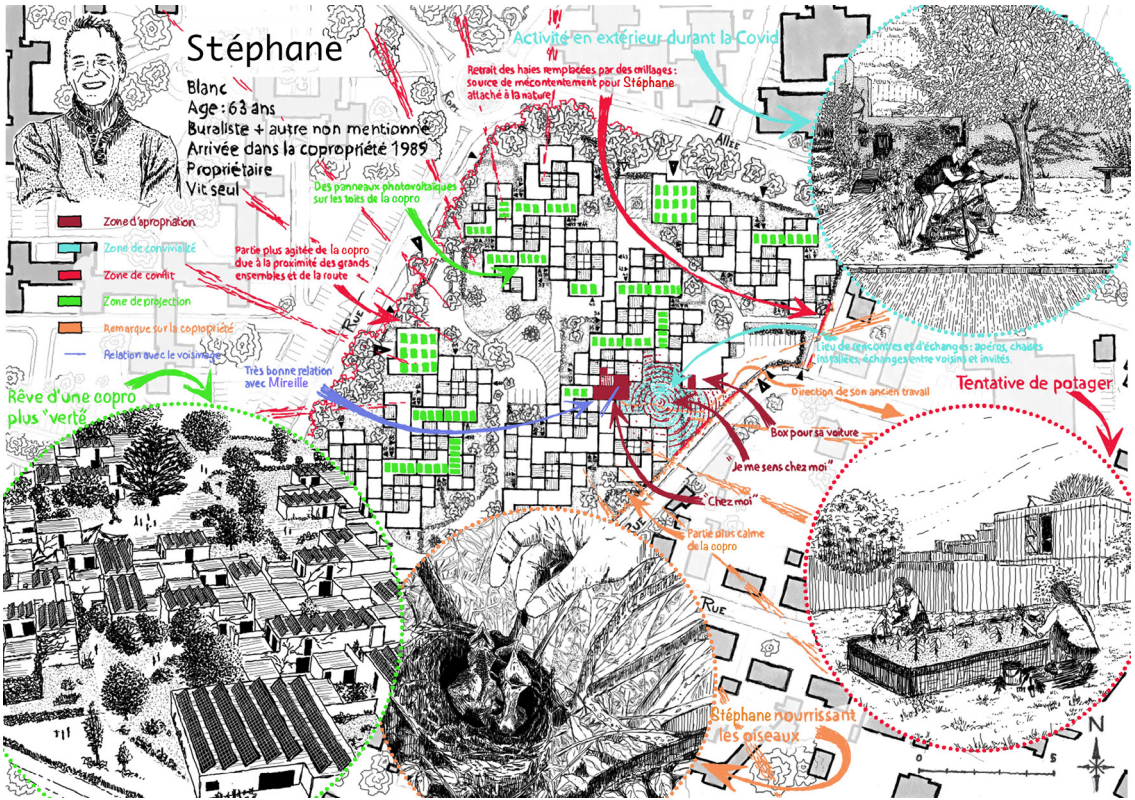 Stéphane
Blanc
Age : 63 ans
Buraliste + autre non mentionné
Arrivée dans la copropriété 1989
Propriétaire
Vit seul
Zone d'apropriation
Zone de convivialité
Zone de conflit
Zone de projection
Remarque sur la copropriété
Relation avec le voisinage
Activité en extérieur durant la Covid
Retrait des haies remplacées par des grillages :
source de mécontentement pour Stéphane
attaché à la nature!
Rue
Allée
Des panneaux photovoltaïques
sur les toits de la copro
Partie plus agitée de la copro
due à la proximité des grands
ensembles et de la route
Rue
Lieu de rencontres et d'échanges : apéros, chaises
installées, échanges entre voisins et invités.
Très bonne relation
avec Mireille
Direction de son ancien travail
Tentative de potager
Rêve d'une copro
plus "verte"
Box pour sa voiture
"Je me sens chez moi"
"Chez moi"
Rue
Partie plus calme
de la copro
Rue
Stéphane nourrissant
les oiseaux
N
0 5